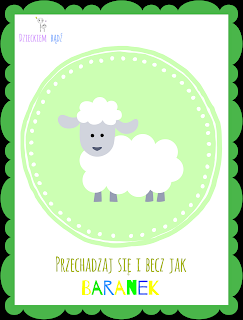 DZIECKIEM BĄDŹ
PRZECHADZAJ SIĘ I BECZ JAK
BARANEK